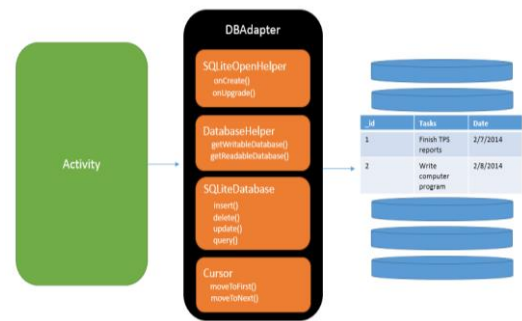 DBAdapter
SQLiteOpenHelper
onCreate()
onUpgrade()
DatabaseHelper
getWritableDatabase()
getReadableDatabase()
SQLiteDatabase
insert()
delete()
update()
query()
Cursor
moveToFirst()
moveToNext()
Activity
_id Tasks Date
1 Finish TPS 2/7/2014
reports
2 Write 2/8/2014
computer
program